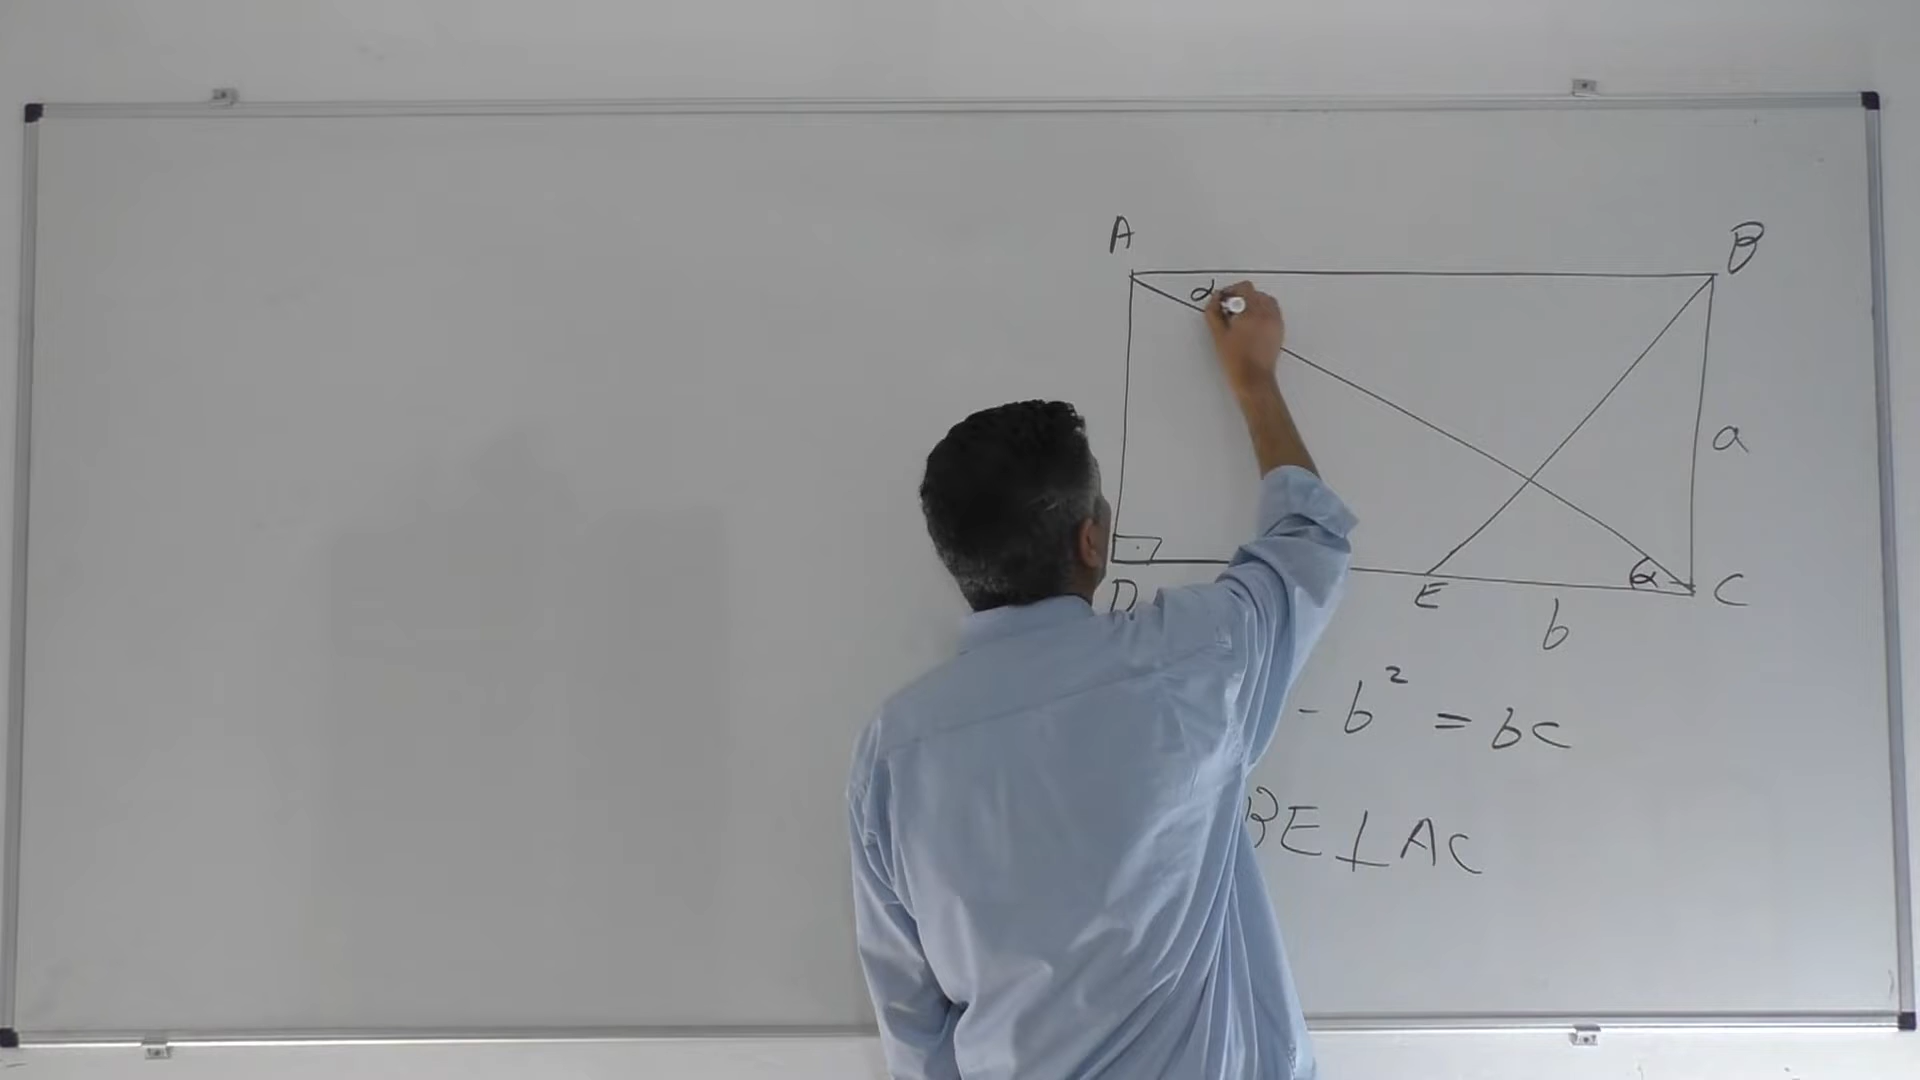 A B
α
a
α
D E C
b
- b² = bc
BE⊥AC